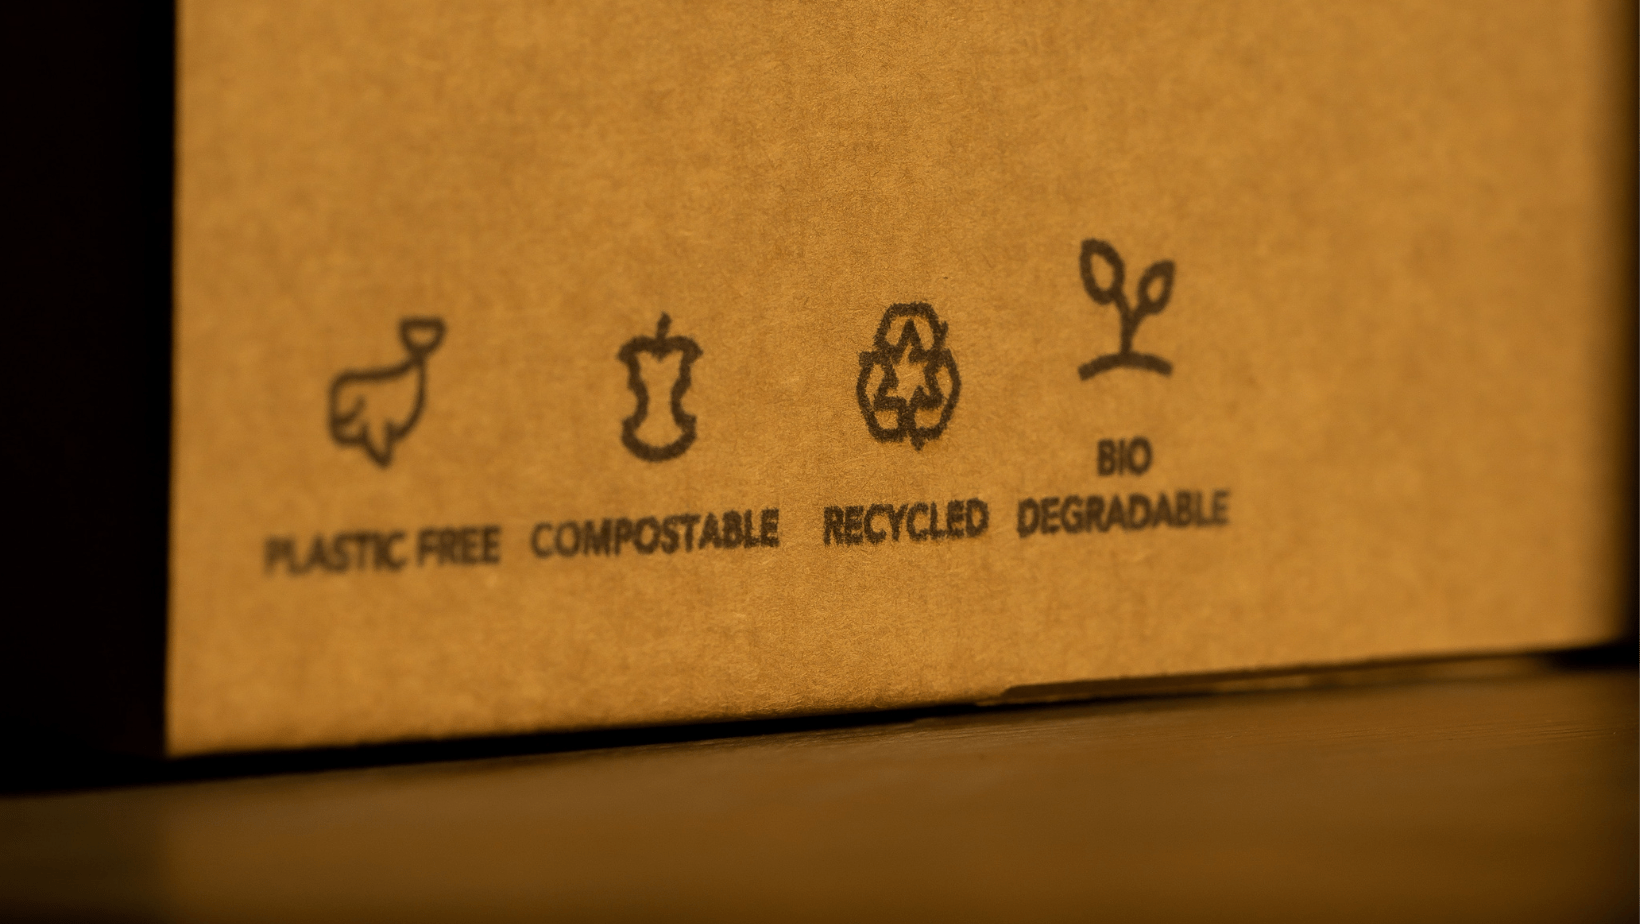 PLASTIC FREE
COMPOSTABLE
RECYCLED
BIO
DEGRADABLE